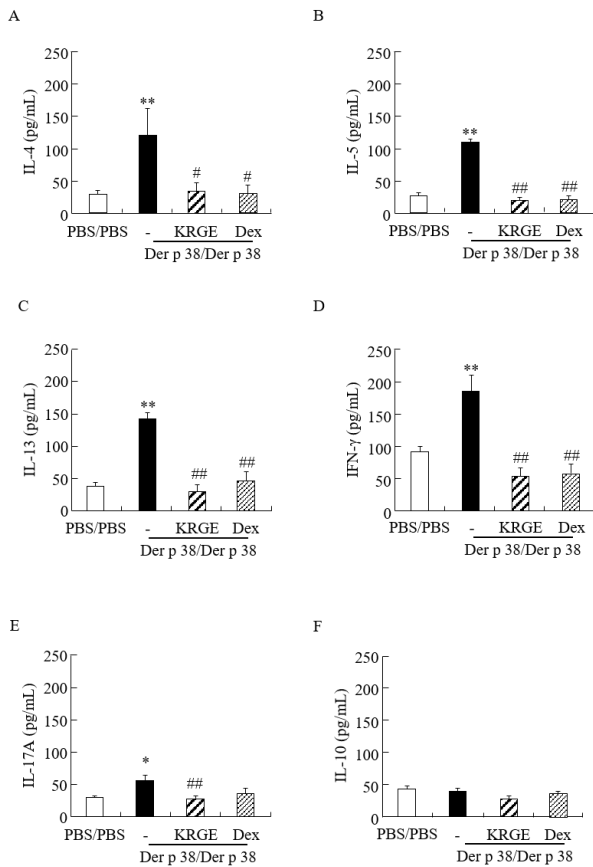 A
B
IL-4 (pg/mL)
250
200
150
100
50
0
**
#
#
PBS/PBS - KRGE Dex
Der p 38/Der p 38
IL-5 (pg/mL)
250
200
150
100
50
0
**
##
##
PBS/PBS - KRGE Dex
Der p 38/Der p 38
C
D
IL-13 (pg/mL)
250
200
150
100
50
0
**
##
##
PBS/PBS - KRGE Dex
Der p 38/Der p 38
IFN-γ (pg/mL)
250
200
150
100
50
0
**
##
##
PBS/PBS - KRGE Dex
Der p 38/Der p 38
E
F
IL-17A (pg/mL)
250
200
150
100
50
0
*
##
PBS/PBS - KRGE Dex
Der p 38/Der p 38
IL-10 (pg/mL)
250
200
150
100
50
0
PBS/PBS - KRGE Dex
Der p 38/Der p 38